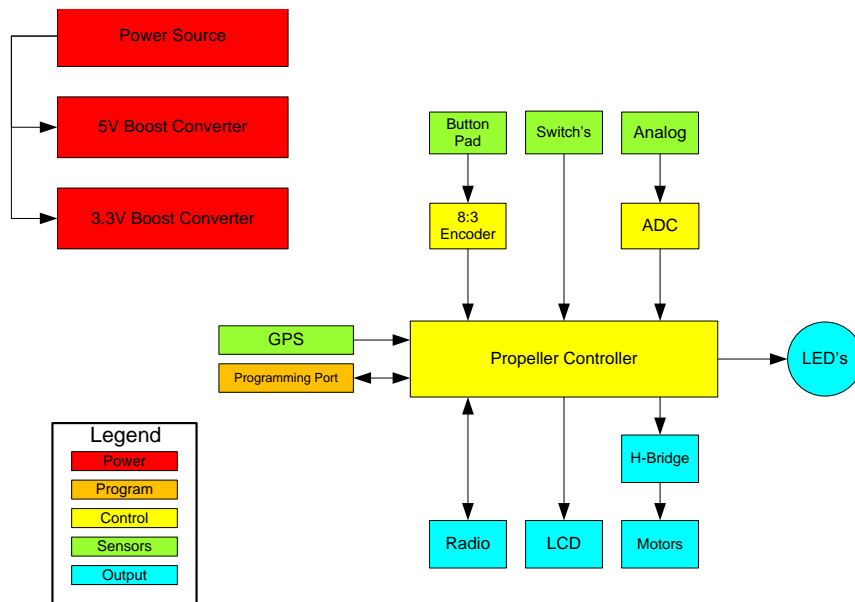 Power Source
5V Boost Converter
3.3V Boost Converter
Button
Pad
Switch's
Analog
8:3
Encoder
ADC
GPS
Programming Port
Propeller Controller
LED's
H-Bridge
Radio
LCD
Motors
Legend
Power
Program
Control
Sensors
Output